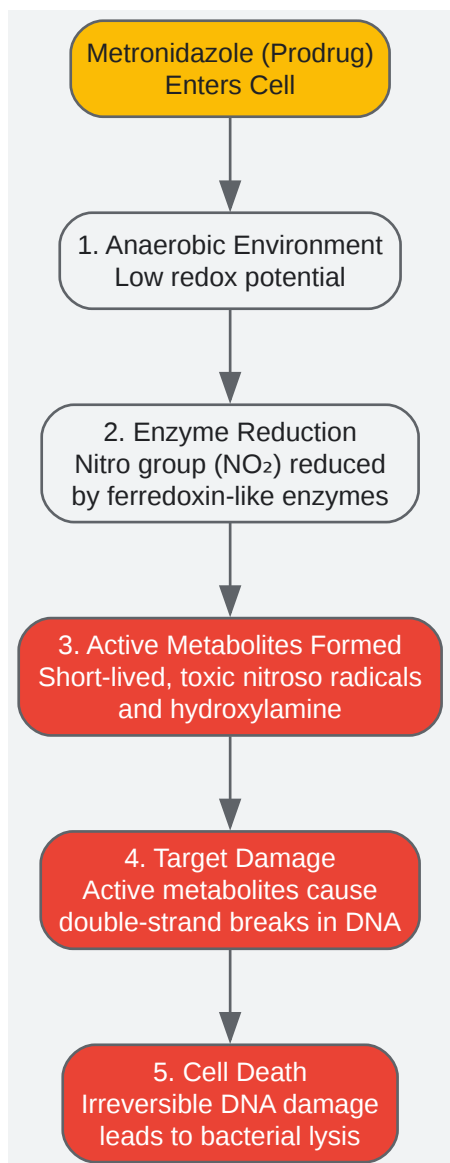 Metronidazole (Prodrug)
Enters Cell
1. Anaerobic Environment
Low redox potential
2. Enzyme Reduction
Nitro group (NO₂) reduced
by ferredoxin-like enzymes
3. Active Metabolites Formed
Short-lived, toxic nitroso radicals
and hydroxylamine
4. Target Damage
Active metabolites cause
double-strand breaks in DNA
5. Cell Death
Irreversible DNA damage
leads to bacterial lysis